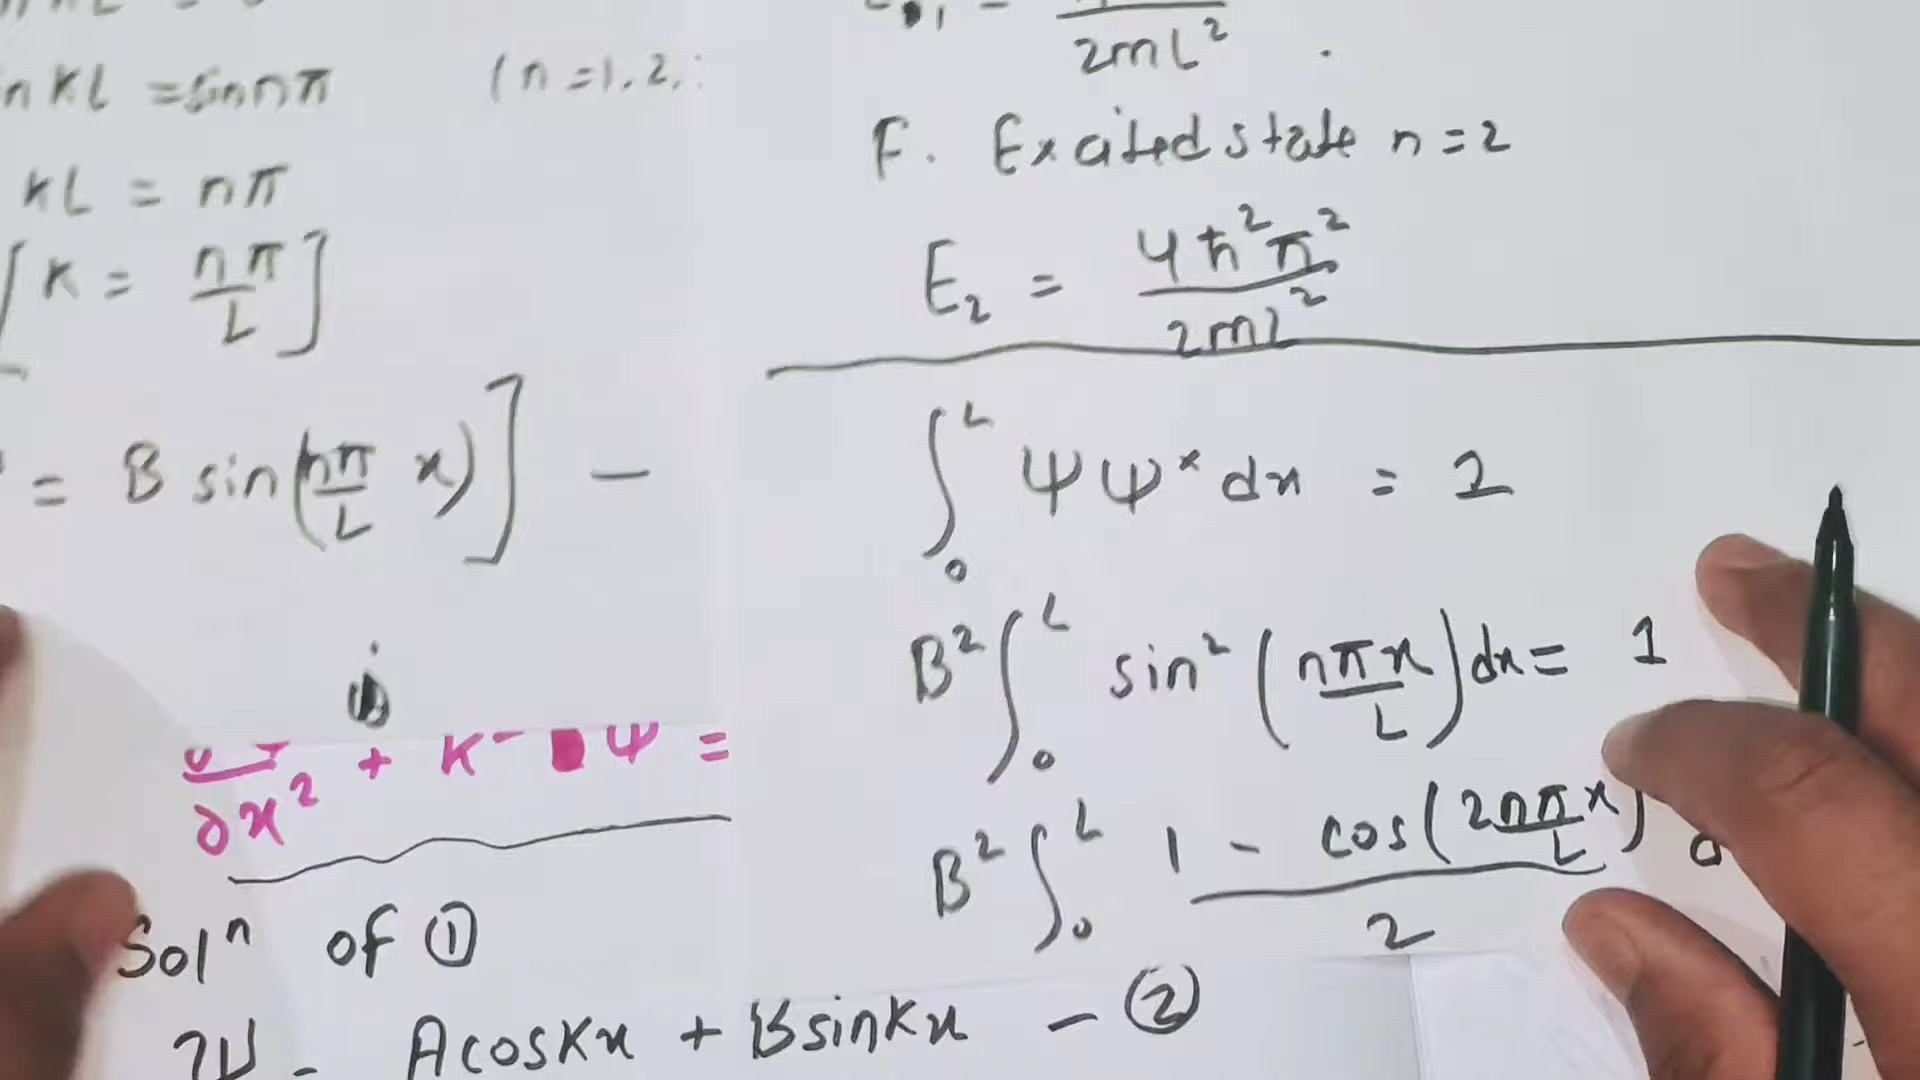 KL = sin nπ (n = 1, 2,
KL = nπ
[K = nπ/L]
= B sin(nπ/L x)] —
∂x² + K ψ =
Solⁿ of ①
A cos Kx + B sin Kx — ②
2mL²
F. Excited state n = 2
E₂ = 4ħ²π²/2mL²
∫₀ᴸ ψψ* dx = 1
B² ∫₀ᴸ sin² (nπx/L) dx = 1
B² ∫₀ᴸ 1 - cos(2nπx/L)/2